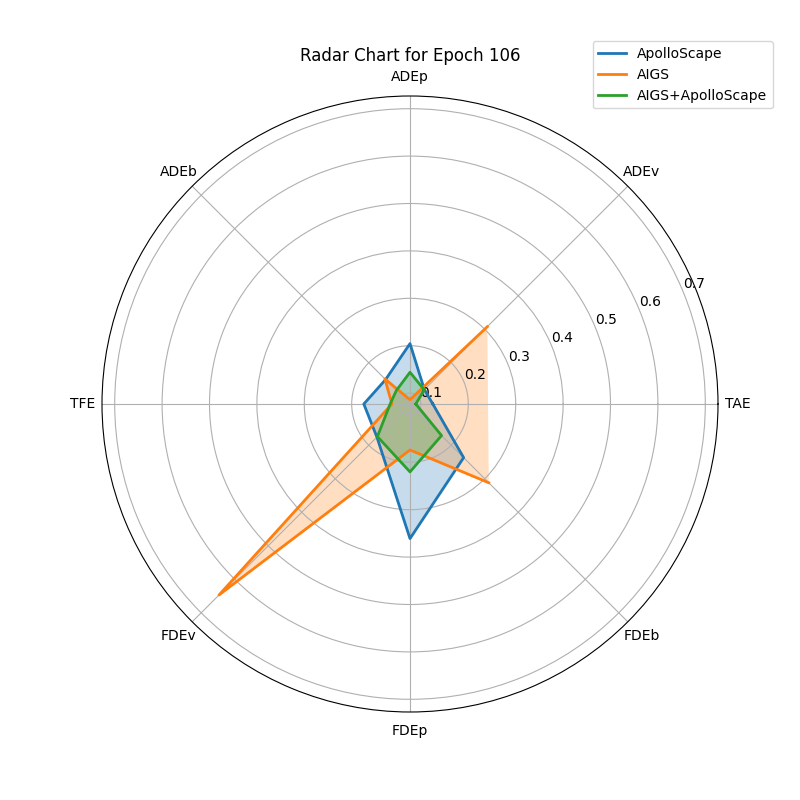 Radar Chart for Epoch 106
ApolloScape
AIGS
AIGS+ApolloScape
ADEp
ADEb
ADEv
0.7
0.6
0.5
0.4
0.3
0.2
0.1
TFE
TAE
FDEv
FDEb
FDEp